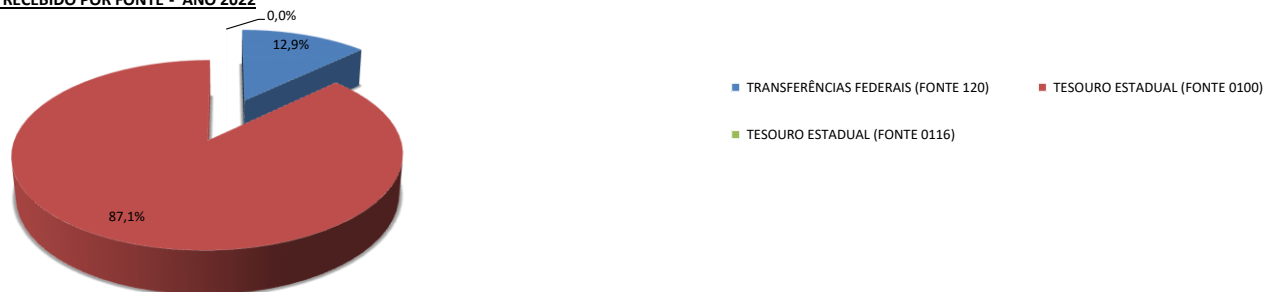 RECEBIDO POR FONTE - ANO 2022
0,0%
12,9%
87,1%
TRANSFERÊNCIAS FEDERAIS (FONTE 120)
TESOURO ESTADUAL (FONTE 0100)
TESOURO ESTADUAL (FONTE 0116)